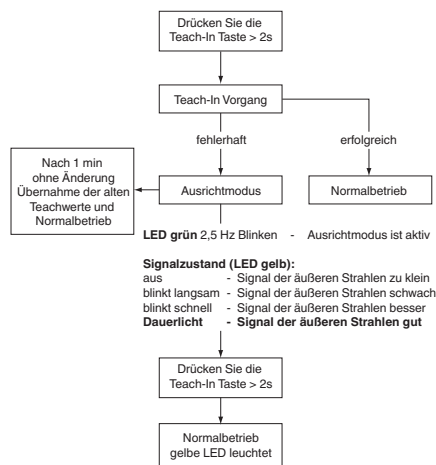 Drücken Sie die
Teach-In Taste > 2s
Teach-In Vorgang
fehlerhaft
erfolgreich
Nach 1 min
ohne Änderung
Übernahme der alten
Teachwerte und
Normalbetrieb
Ausrichtmodus
Normalbetrieb
LED grün 2,5 Hz Blinken - Ausrichtmodus ist aktiv
Signalzustand (LED gelb):
aus - Signal der äußeren Strahlen zu klein
blinkt langsam - Signal der äußeren Strahlen schwach
blinkt schnell - Signal der äußeren Strahlen besser
Dauerlicht - Signal der äußeren Strahlen gut
Drücken Sie die
Teach-In Taste > 2s
Normalbetrieb
gelbe LED leuchtet